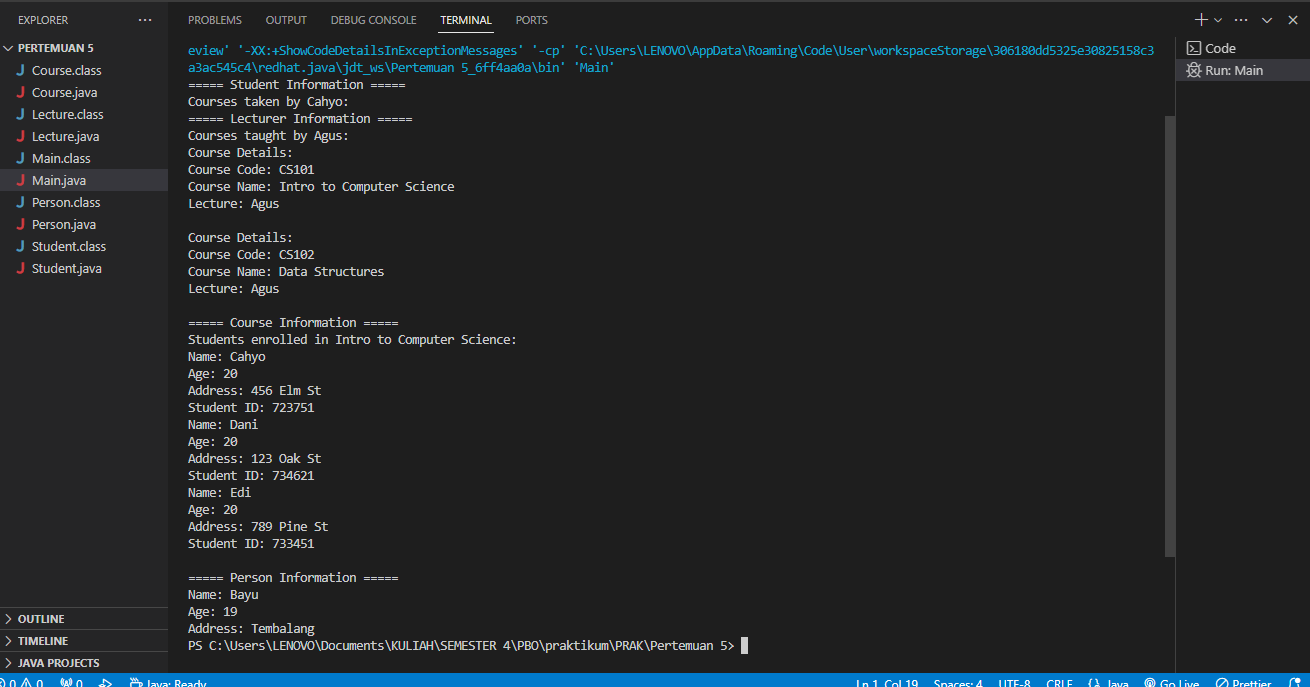 EXPLORER
PROBLEMS OUTPUT DEBUG CONSOLE TERMINAL PORTS
PERTEMUAN 5
Course.class
Course.java
Lecture.class
Lecture.java
Main.class
Main.java
Person.class
Person.java
Student.class
Student.java
OUTLINE
TIMELINE
JAVA PROJECTS
eview' '-XX:+ShowCodeDetailsInExceptionMessages' '-cp' 'C:\Users\LENOVO\AppData\Roaming\Code\User\workspaceStorage\306180dd5325e30825158c3
a3ac545c4\redhat.java\jdt_ws\Pertemuan 5_6ff4aa0a\bin' 'Main'
===== Student Information =====
Courses taken by Cahyo:
===== Lecturer Information =====
Courses taught by Agus:
Course Details:
Course Code: CS101
Course Name: Intro to Computer Science
Lecture: Agus
Course Details:
Course Code: CS102
Course Name: Data Structures
Lecture: Agus
===== Course Information =====
Students enrolled in Intro to Computer Science:
Name: Cahyo
Age: 20
Address: 456 Elm St
Student ID: 723751
Name: Dani
Age: 20
Address: 123 Oak St
Student ID: 734621
Name: Edi
Age: 20
Address: 789 Pine St
Student ID: 733451
===== Person Information =====
Name: Bayu
Age: 19
Address: Tembalang
PS C:\Users\LENOVO\Documents\KULIAH\SEMESTER 4\PBO\praktikum\PRAK\Pertemuan 5>
Code
Run: Main
0 0 0 Java: Ready Ln 1, Col 19 Spaces: 4 UTF-8 CRLF {} Java Go Live Prettier